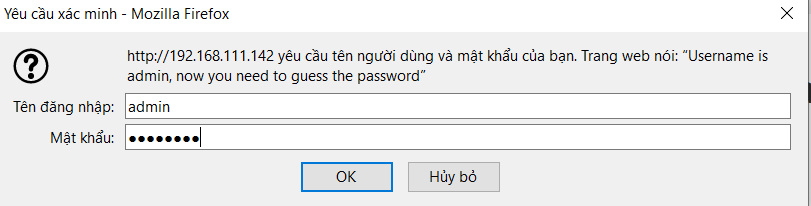 Yêu cầu xác minh - Mozilla Firefox
http://192.168.111.142 yêu cầu tên người dùng và mật khẩu của bạn. Trang web nói: “Username is
admin, now you need to guess the password”
Tên đăng nhập: admin
Mật khẩu: ●●●●●●●●
OK Hủy bỏ